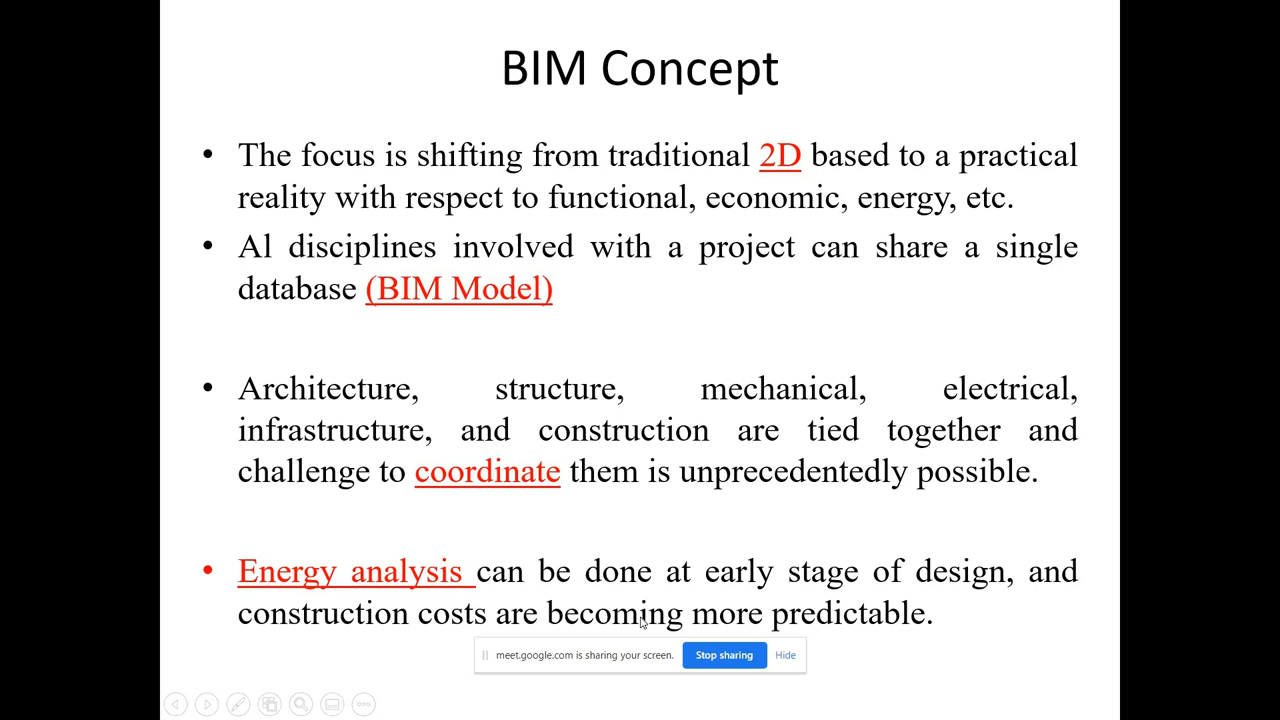 BIM Concept
• The focus is shifting from traditional 2D based to a practical
reality with respect to functional, economic, energy, etc.
• Al disciplines involved with a project can share a single
database (BIM Model)
• Architecture, structure, mechanical, electrical,
infrastructure, and construction are tied together and
challenge to coordinate them is unprecedentedly possible.
• Energy analysis can be done at early stage of design, and
construction costs are becoming more predictable.
meet.google.com is sharing your screen. Stop sharing Hide